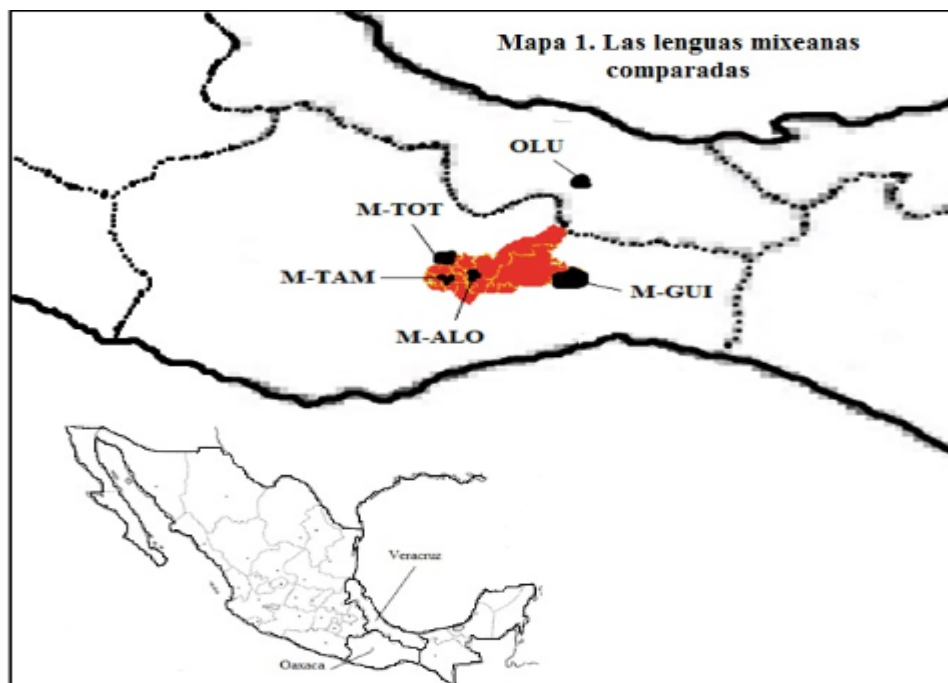 Mapa 1. Las lenguas mixeanas
comparadas
OLU
M-TOT
M-TAM
M-GUI
M-ALO
Veracruz
Oaxaca